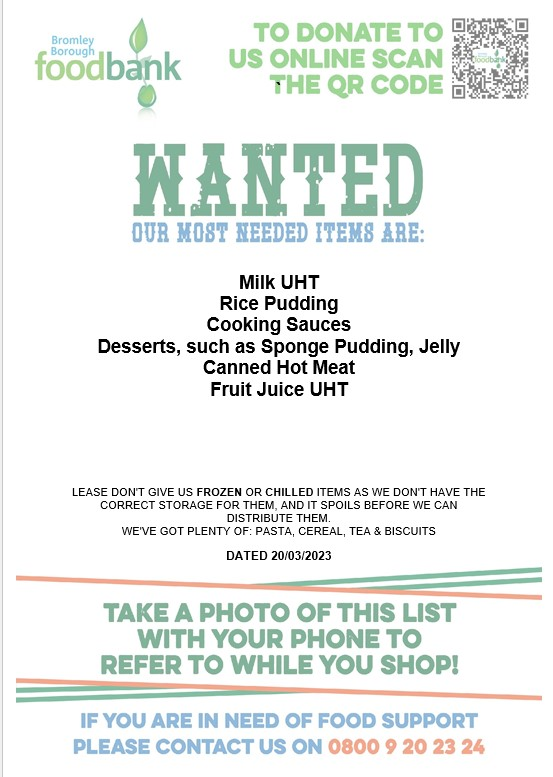 Bromley
Borough
foodbank
TO DONATE TO
US ONLINE SCAN
THE QR CODE
foodbank
WANTED
OUR MOST NEEDED ITEMS ARE:
Milk UHT
Rice Pudding
Cooking Sauces
Desserts, such as Sponge Pudding, Jelly
Canned Hot Meat
Fruit Juice UHT
LEASE DON'T GIVE US FROZEN OR CHILLED ITEMS AS WE DON'T HAVE THE
CORRECT STORAGE FOR THEM, AND IT SPOILS BEFORE WE CAN
DISTRIBUTE THEM.
WE'VE GOT PLENTY OF: PASTA, CEREAL, TEA & BISCUITS
DATED 20/03/2023
TAKE A PHOTO OF THIS LIST
WITH YOUR PHONE TO
REFER TO WHILE YOU SHOP!
IF YOU ARE IN NEED OF FOOD SUPPORT
PLEASE CONTACT US ON 0800 9 20 23 24